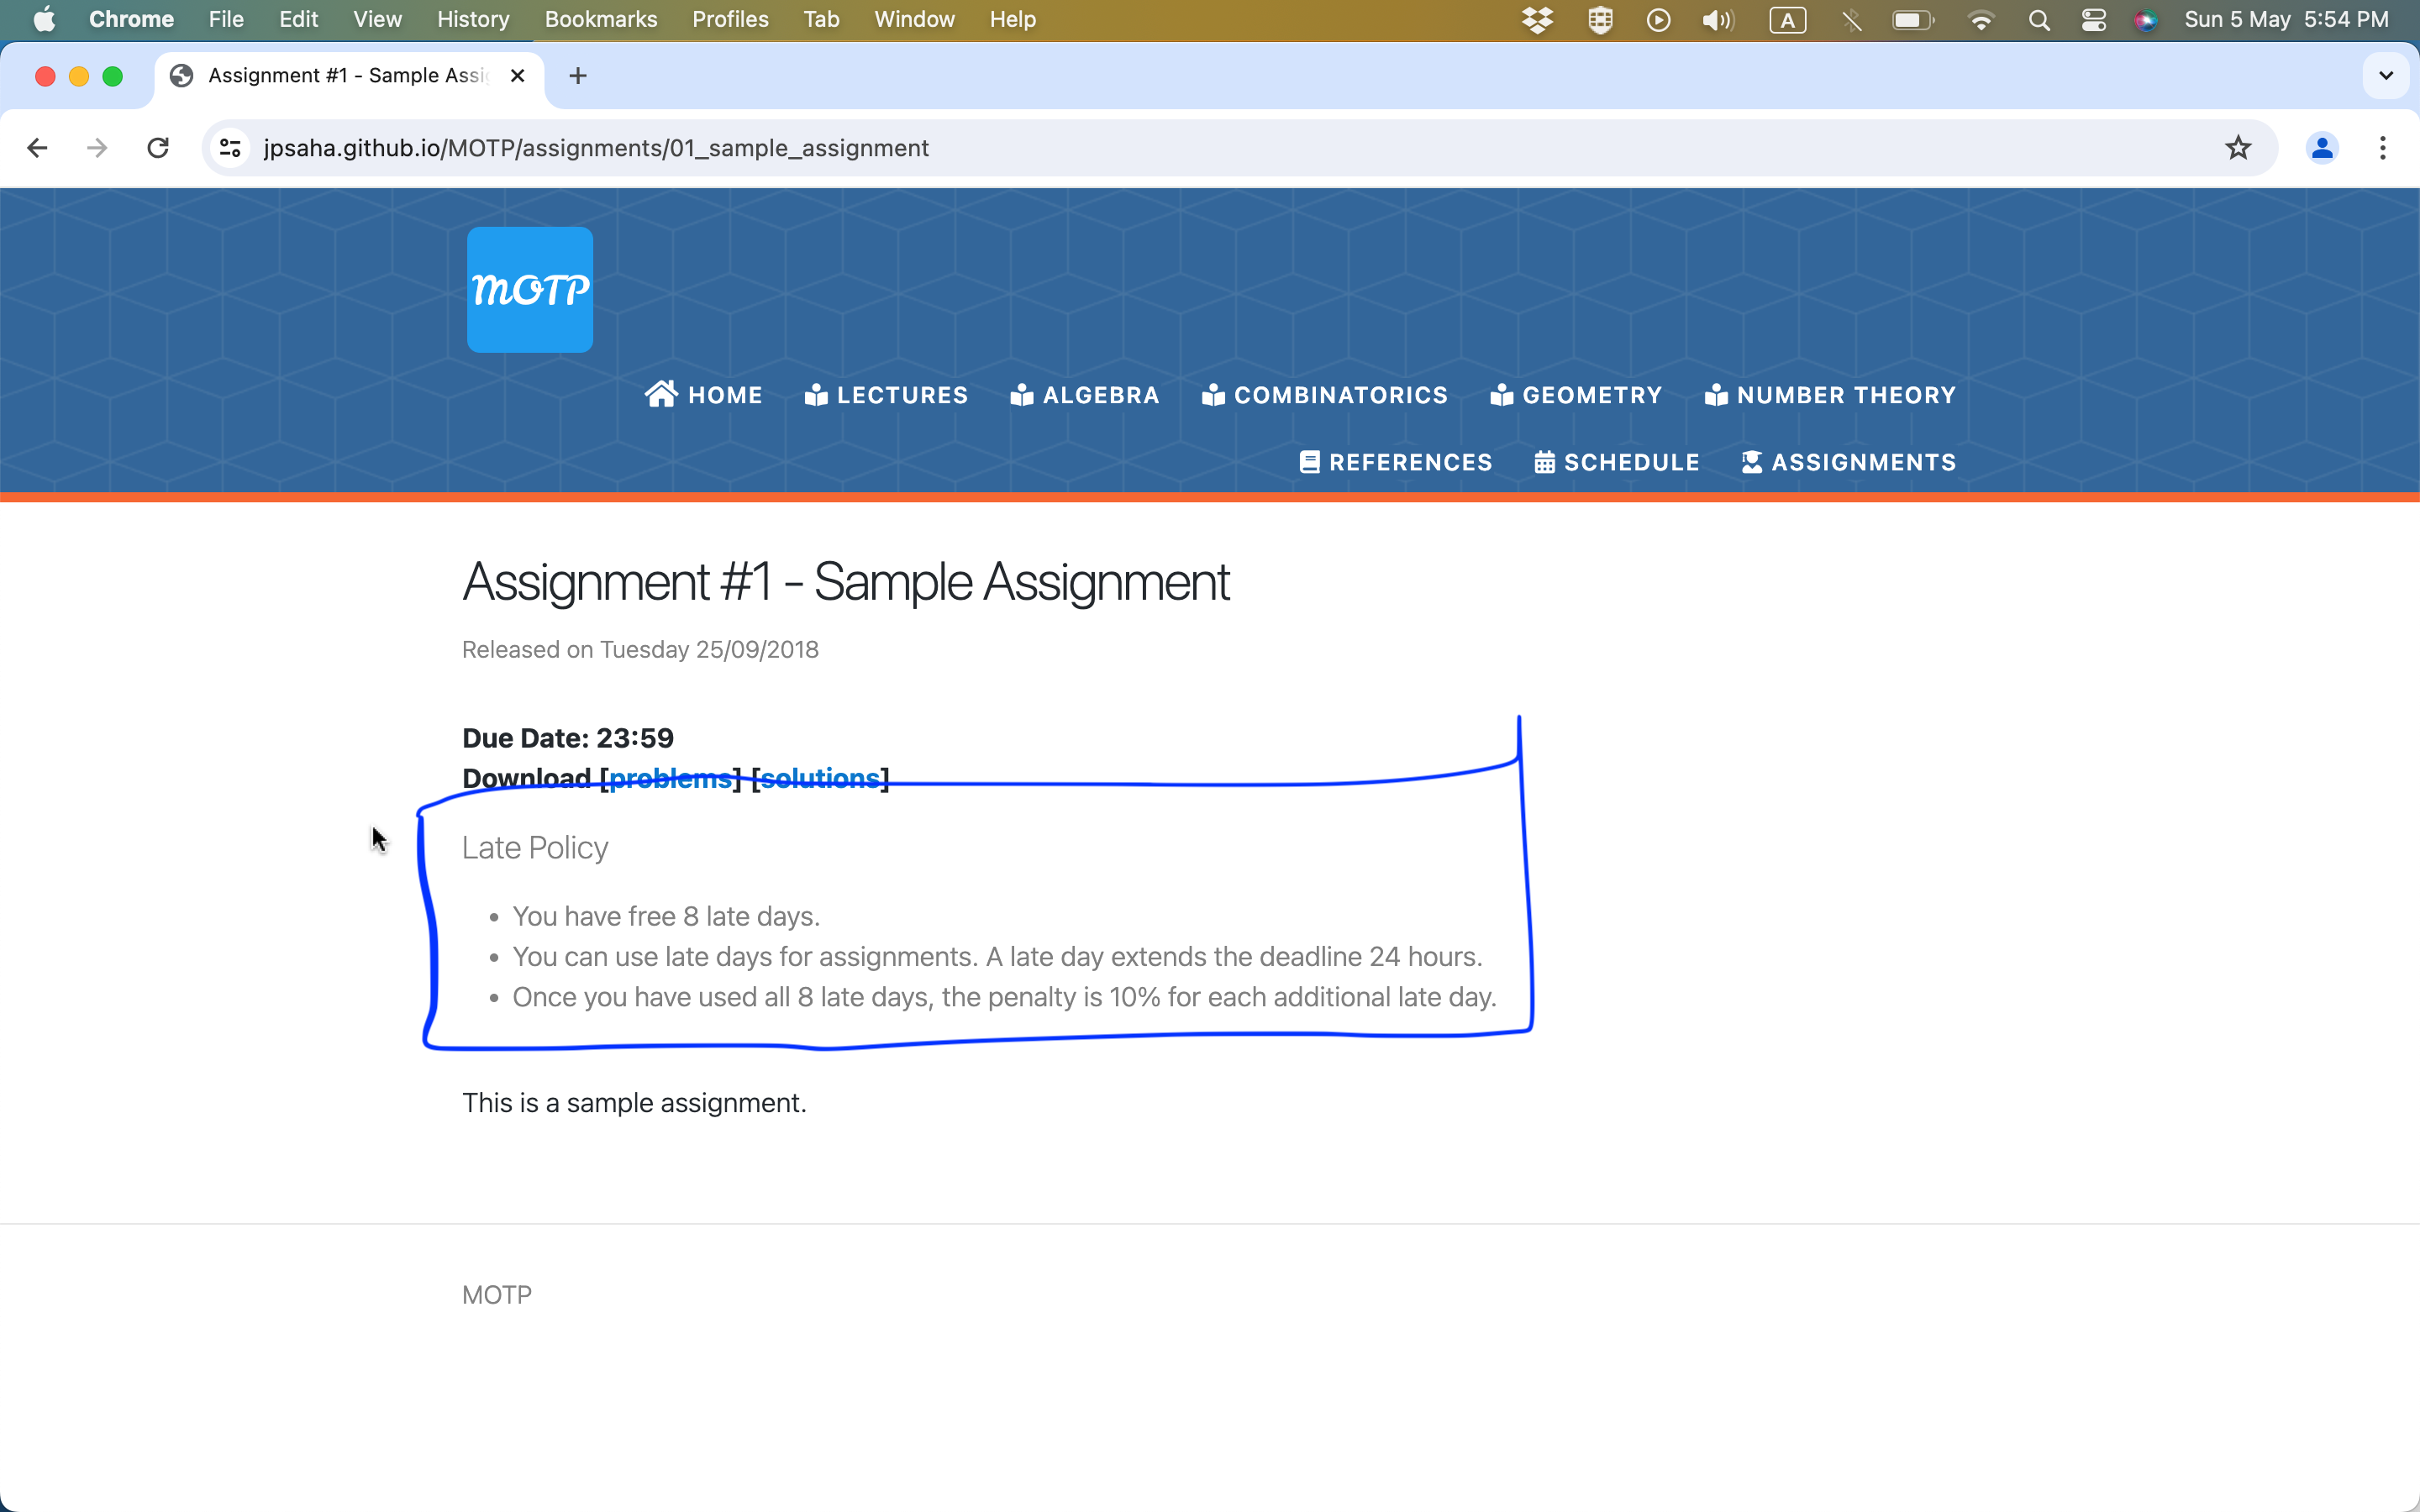 Chrome File Edit View History Bookmarks Profiles Tab Window Help A Sun 5 May 5:54 PM
Assignment #1 - Sample Assi
jpsaha.github.io/MOTP/assignments/01_sample_assignment
MOTP
HOME LECTURES ALGEBRA COMBINATORICS GEOMETRY NUMBER THEORY
REFERENCES SCHEDULE ASSIGNMENTS
Assignment #1 - Sample Assignment
Released on Tuesday 25/09/2018
Due Date: 23:59
Download [problems] [solutions]
Late Policy
• You have free 8 late days.
• You can use late days for assignments. A late day extends the deadline 24 hours.
• Once you have used all 8 late days, the penalty is 10% for each additional late day.
This is a sample assignment.
MOTP